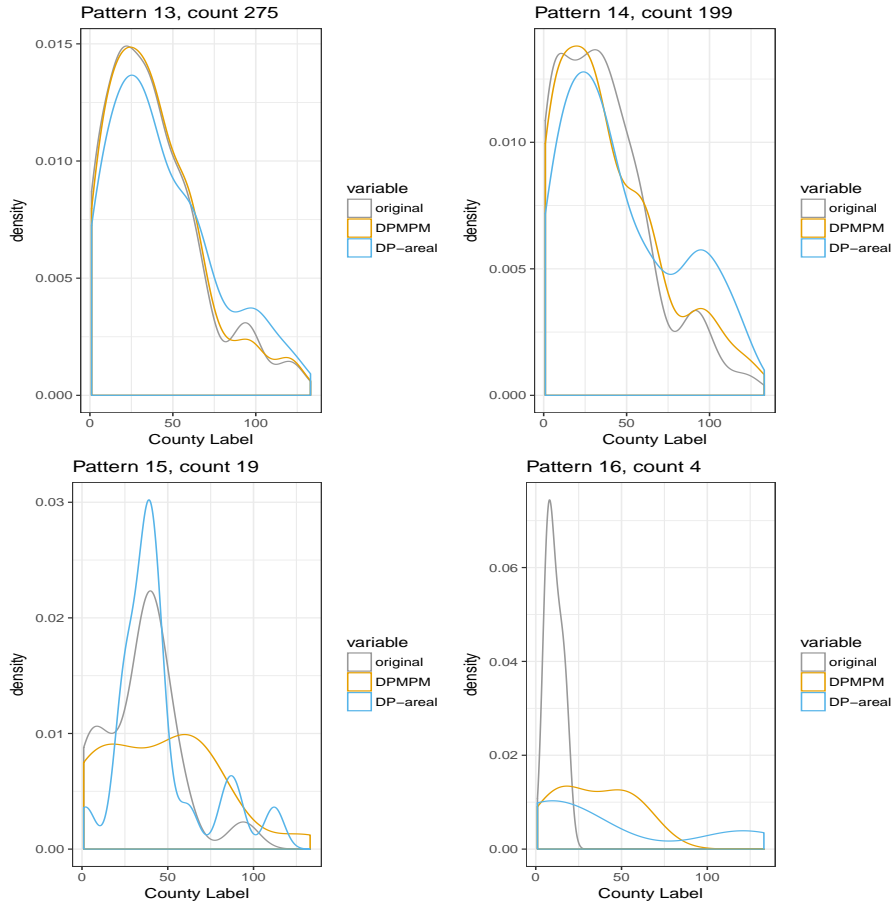 Pattern 13, count 275
0.015
0.010
0.005
0.000
density
0
50
100
County Label
variable
original
DPMPM
DP−areal
Pattern 14, count 199
0.010
0.005
0.000
density
0
50
100
County Label
variable
original
DPMPM
DP−areal
Pattern 15, count 19
0.03
0.02
0.01
0.00
density
0
50
100
County Label
variable
original
DPMPM
DP−areal
Pattern 16, count 4
0.06
0.04
0.02
0.00
density
0
50
100
County Label
variable
original
DPMPM
DP−areal